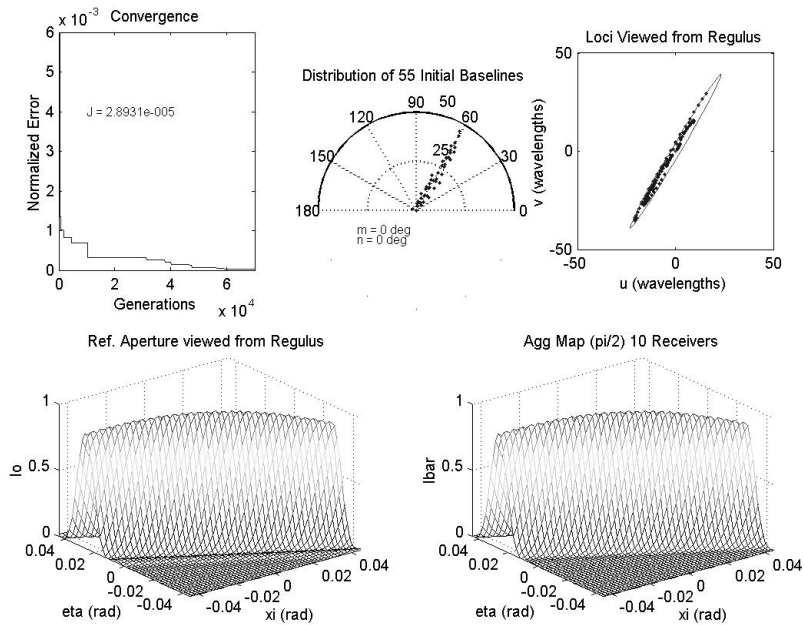 x 10^-3
Convergence
6
5
4
3
2
1
0
Normalized Error
J = 2.8931e-005
0
2
4
6
Generations
x 10^4
Distribution of 55 Initial Baselines
90
50
120
60
150
25
30
180
0
m = 0 deg
n = 0 deg
Loci Viewed from Regulus
50
0
-50
v (wavelengths)
-50
0
50
u (wavelengths)
Ref. Aperture viewed from Regulus
1
0.5
0
Io
0.04
0.02
0
-0.02
-0.04
eta (rad)
-0.04
-0.02
0
0.02
0.04
xi (rad)
Agg Map (pi/2) 10 Receivers
1
0.5
0
Ibar
0.04
0.02
0
-0.02
-0.04
eta (rad)
-0.04
-0.02
0
0.02
0.04
xi (rad)